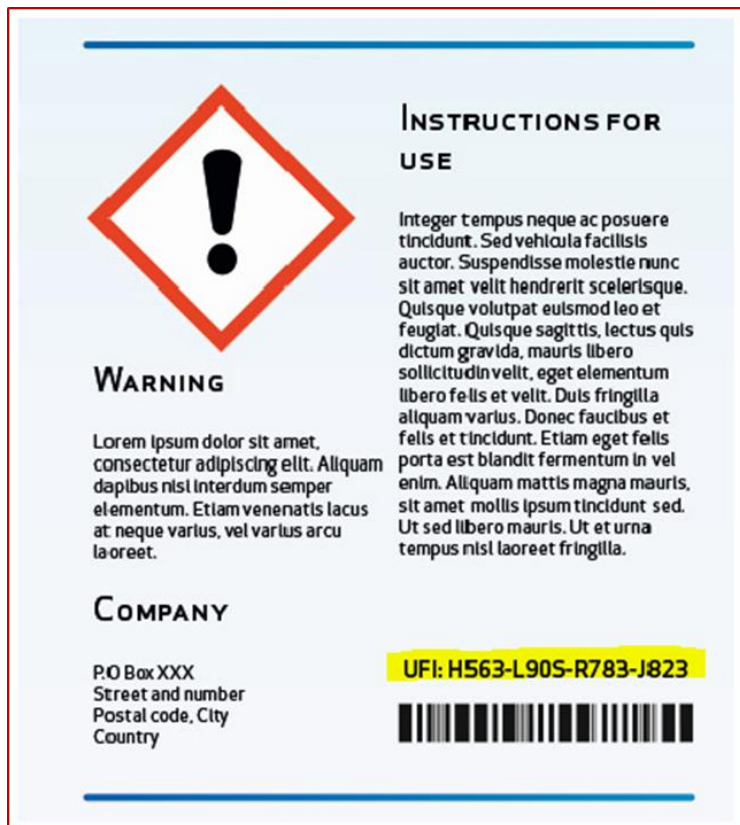 WARNING
Lorem ipsum dolor sit amet,
consectetur adipiscing elit. Aliquam
dapibus nisi interdum semper
elementum. Etiam venenatis lacus
at neque varius, vel varius arcu
laoreet.
COMPANY
P.O Box XXX
Street and number
Postal code, City
Country
INSTRUCTIONS FOR
USE
Integer tempus neque ac posuere
tincidunt. Sed vehicula facilisis
auctor. Suspendisse molestie nunc
sit amet velit hendrerit scelerisque.
Quisque volutpat euismod leo et
feugiat. Quisque sagittis, lectus quis
dictum gravida, mauris libero
sollicitudin velit, eget elementum
libero felis et velit. Duis fringilla
aliquam varius. Donec faucibus et
felis et tincidunt. Etiam eget felis
porta est blandit fermentum in vel
enim. Aliquam mattis magna mauris,
sit amet mollis ipsum tincidunt sed.
Ut sed libero mauris. Ut et urna
tempus nisl laoreet fringilla.
UFI: H563-L90S-R783-J823